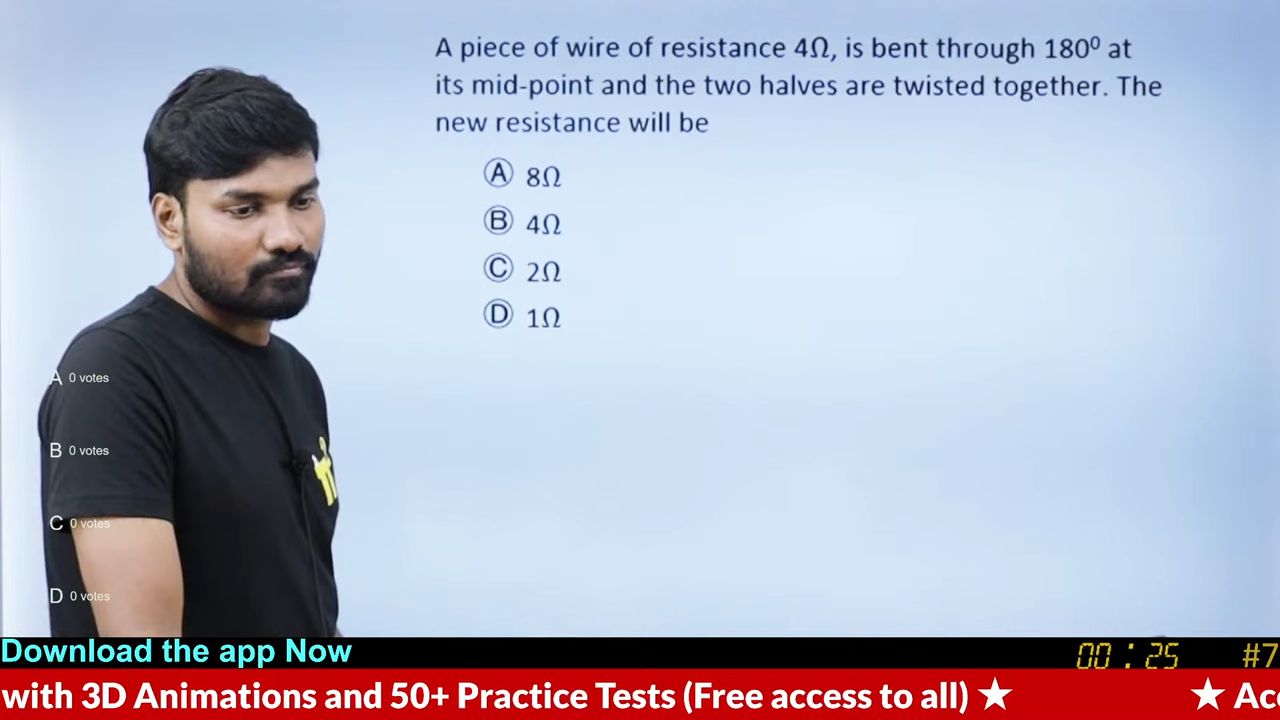 A piece of wire of resistance 4Ω, is bent through 180⁰ at
its mid-point and the two halves are twisted together. The
new resistance will be
Ⓐ 8Ω
Ⓑ 4Ω
Ⓒ 2Ω
Ⓓ 1Ω
A 0 votes
B 0 votes
C 0 votes
D 0 votes
Download the app Now
00:25
#7
with 3D Animations and 50+ Practice Tests (Free access to all) ★ ★ Acc